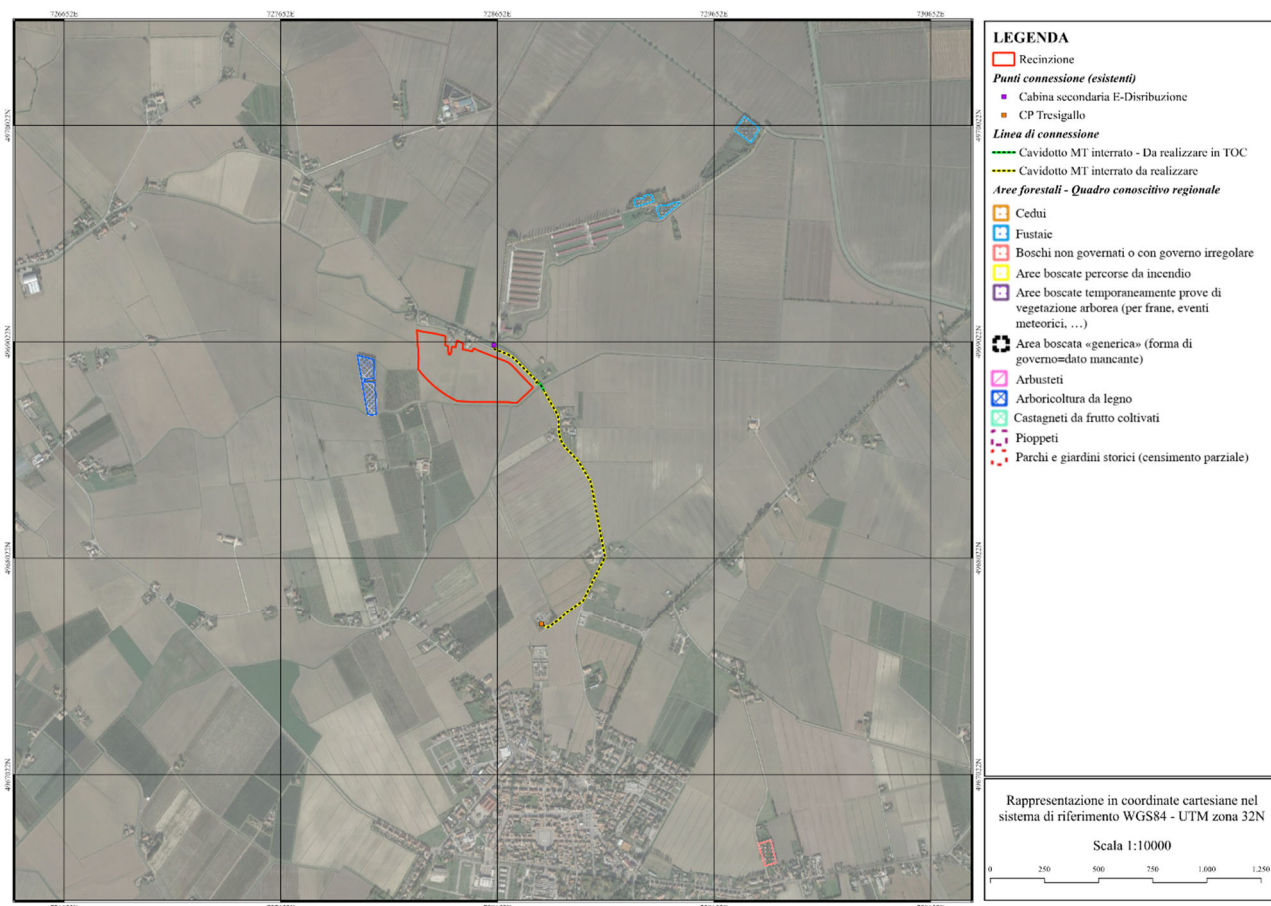 726652E
727652E
728652E
729652E
730652E
4970022N
4970022N
4969022N
4969022N
4968022N
4968022N
4967022N
4967022N
LEGENDA
Recinzione
Punti connessione (esistenti)
Cabina secondaria E-Disribuzione
CP Tresigallo
Linea di connessione
Cavidotto MT interrato - Da realizzare in TOC
Cavidotto MT interrato da realizzare
Aree forestali - Quadro conoscitivo regionale
Cedui
Fustaie
Boschi non governati o con governo irregolare
Aree boscate percorse da incendio
Aree boscate temporaneamente prove di
vegetazione arborea (per frane, eventi
meteorici, …)
Area boscata «generica» (forma di
governo=dato mancante)
Arbusteti
Arboricoltura da legno
Castagneti da frutto coltivati
Pioppeti
Parchi e giardini storici (censimento parziale)
Rappresentazione in coordinate cartesiane nel
sistema di riferimento WGS84 - UTM zona 32N
Scala 1:10000
0 250 500 750 1.000 1.250